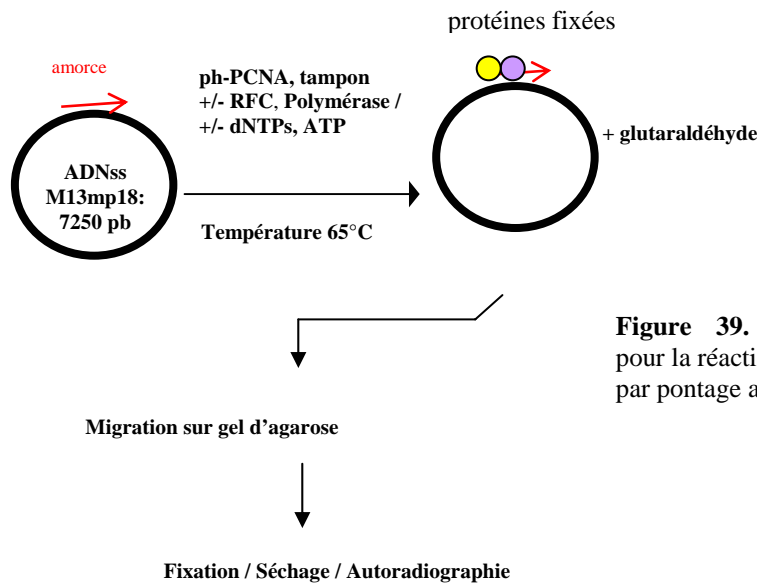 protéines fixées
amorce
ph-PCNA, tampon
+/- RFC, Polymérase /
+/- dNTPs, ATP
+ glutaraldéhyde
ADNss
M13mp18:
7250 pb
Température 65°C
Figure 39.
pour la réacti
par pontage a
Migration sur gel d'agarose
Fixation / Séchage / Autoradiographie